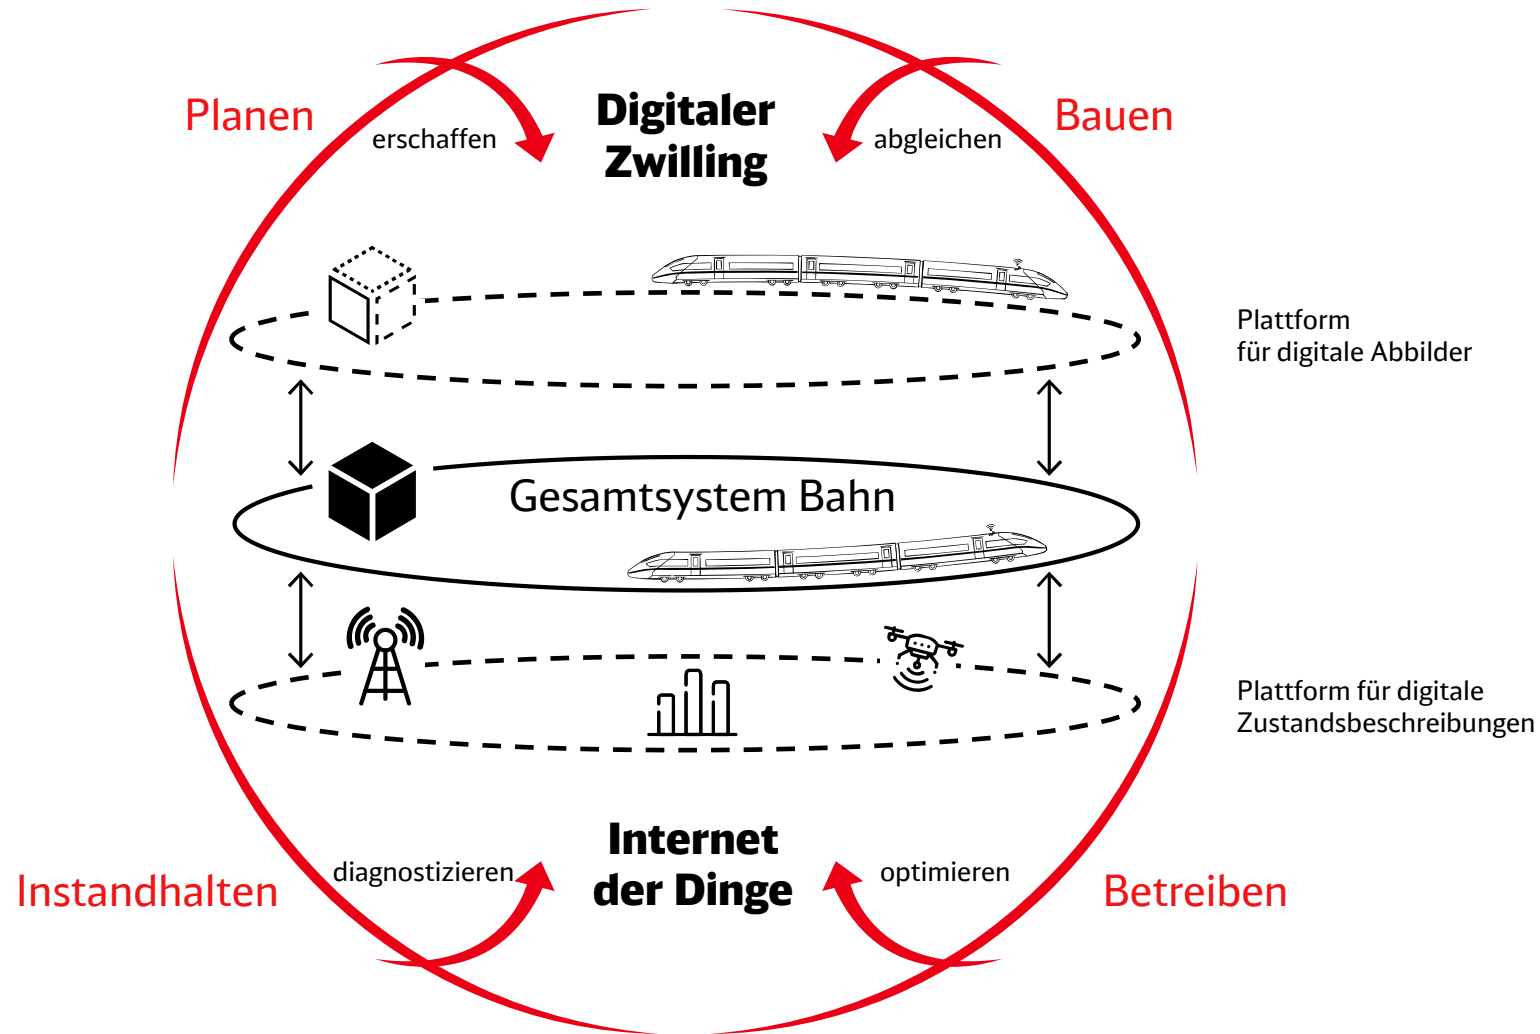 Planen
erschaffen
Digitaler
Zwilling
abgleichen
Bauen
Plattform
für digitale Abbilder
Gesamtsystem Bahn
Plattform für digitale
Zustandsbeschreibungen
Instandhalten
diagnostizieren
Internet
der Dinge
optimieren
Betreiben